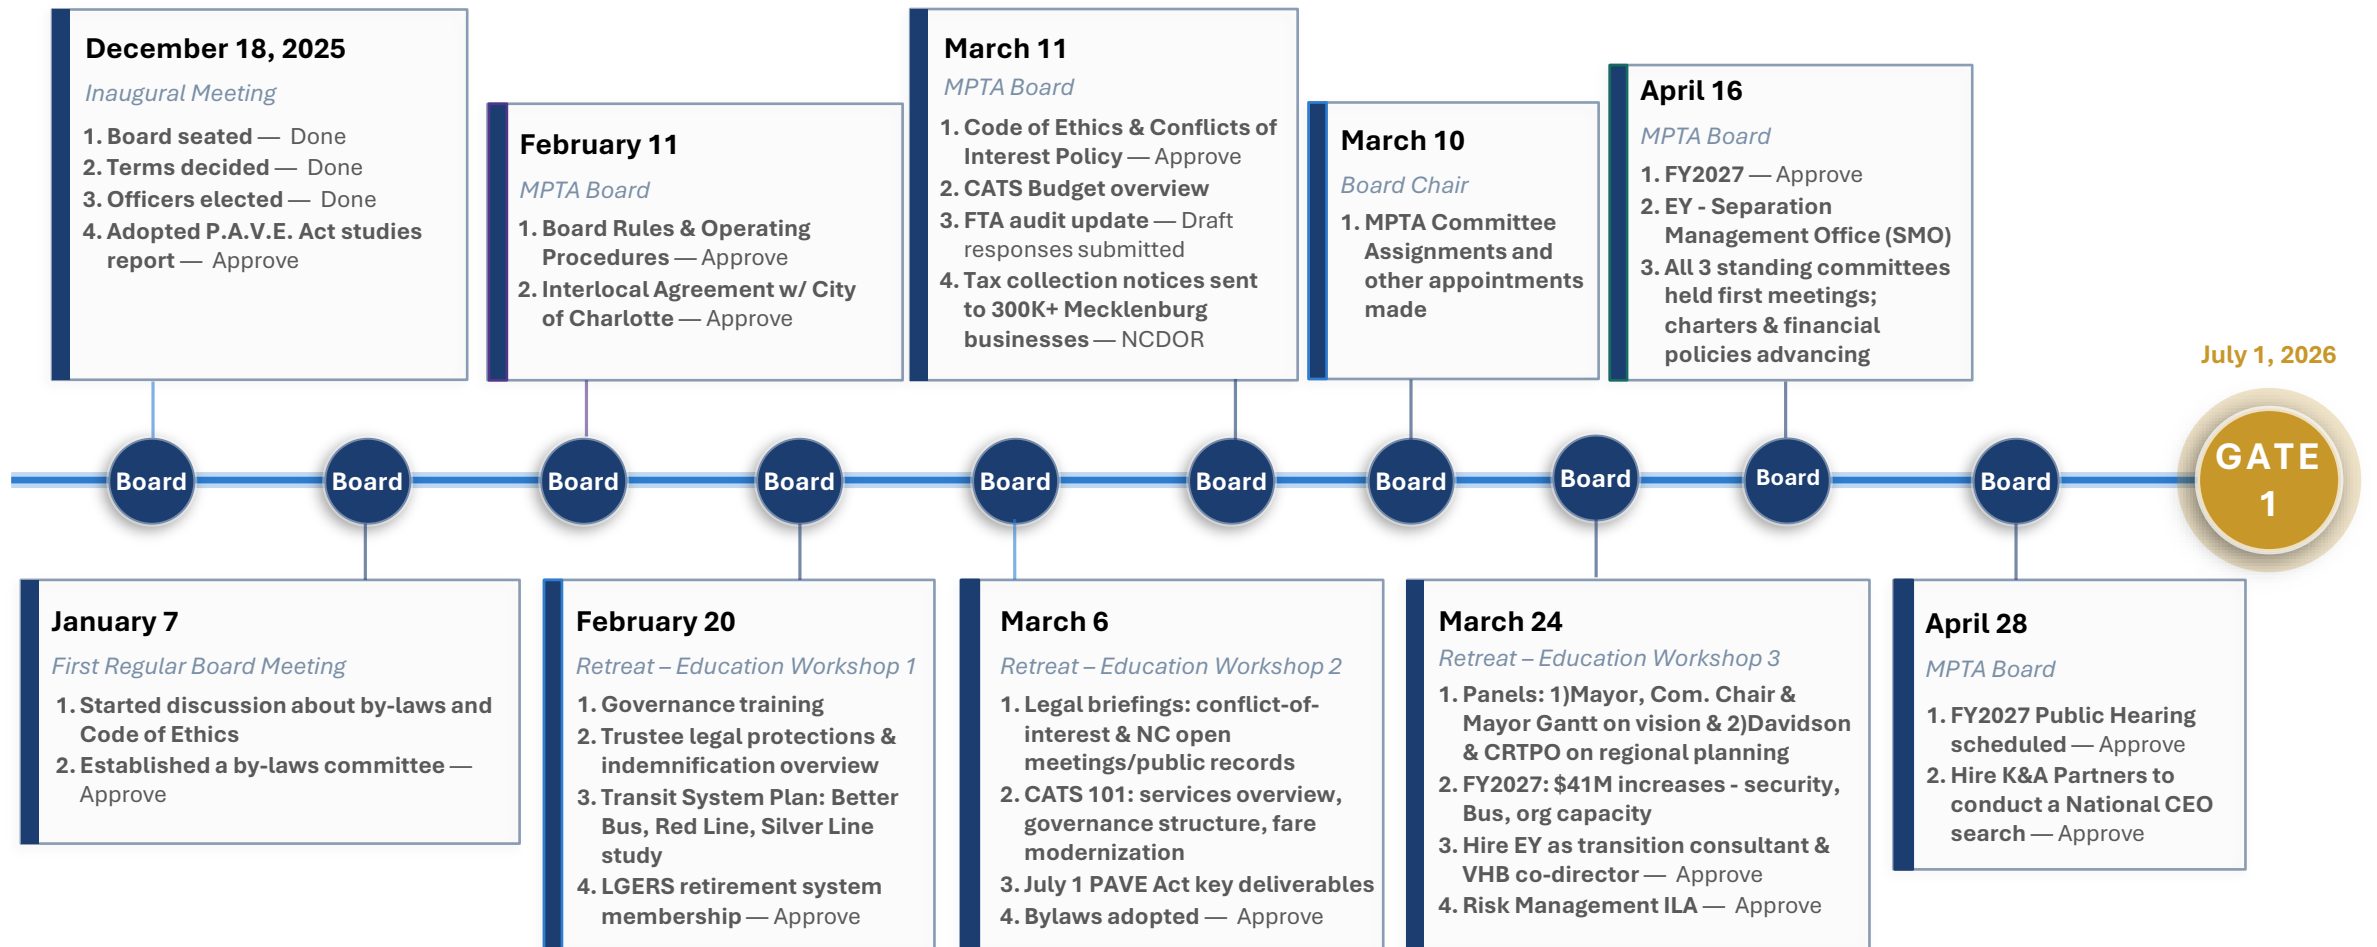 December 18, 2025
Inaugural Meeting
1. Board seated — Done
2. Terms decided — Done
3. Officers elected — Done
4. Adopted P.A.V.E. Act studies
report — Approve
February 11
MPTA Board
1. Board Rules & Operating
Procedures — Approve
2. Interlocal Agreement w/ City
of Charlotte — Approve
March 11
MPTA Board
1. Code of Ethics & Conflicts of
Interest Policy — Approve
2. CATS Budget overview
3. FTA audit update — Draft
responses submitted
4. Tax collection notices sent
to 300K+ Mecklenburg
businesses — NCDOR
March 10
Board Chair
1. MPTA Committee
Assignments and
other appointments
made
April 16
MPTA Board
1. FY2027 — Approve
2. EY - Separation
Management Office (SMO)
3. All 3 standing committees
held first meetings;
charters & financial
policies advancing
July 1, 2026
Board
Board
Board
Board
Board
Board
Board
Board
Board
Board
GATE
1
January 7
First Regular Board Meeting
1. Started discussion about by-laws and
Code of Ethics
2. Established a by-laws committee —
Approve
February 20
Retreat – Education Workshop 1
1. Governance training
2. Trustee legal protections &
indemnification overview
3. Transit System Plan: Better
Bus, Red Line, Silver Line
study
4. LGERS retirement system
membership — Approve
March 6
Retreat – Education Workshop 2
1. Legal briefings: conflict-of-
interest & NC open
meetings/public records
2. CATS 101: services overview,
governance structure, fare
modernization
3. July 1 PAVE Act key deliverables
4. Bylaws adopted — Approve
March 24
Retreat – Education Workshop 3
1. Panels: 1)Mayor, Com. Chair &
Mayor Gantt on vision & 2)Davidson
& CRTPO on regional planning
2. FY2027: $41M increases - security,
Bus, org capacity
3. Hire EY as transition consultant &
VHB co-director — Approve
4. Risk Management ILA — Approve
April 28
MPTA Board
1. FY2027 Public Hearing
scheduled — Approve
2. Hire K&A Partners to
conduct a National CEO
search — Approve